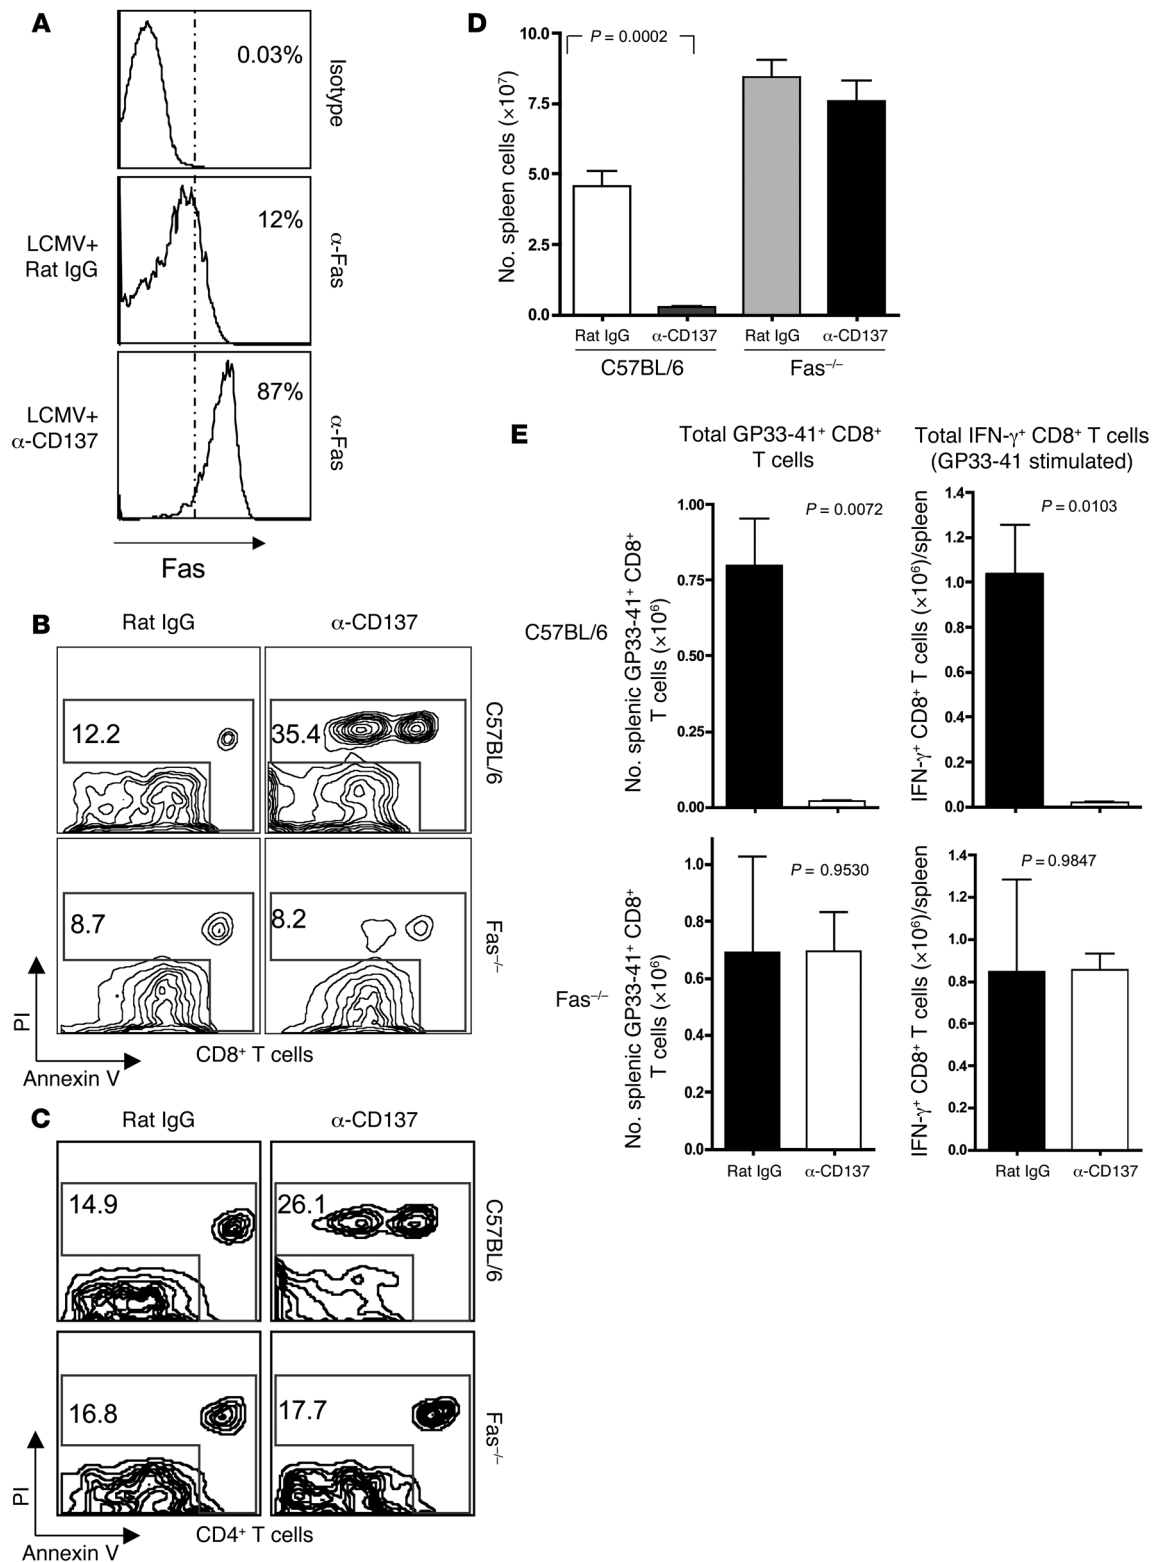 A
0.03%
Isotype
LCMV+
Rat IgG
12%
α-Fas
LCMV+
α-CD137
87%
α-Fas
Fas
B
Rat IgG
α-CD137
12.2
35.4
C57BL/6
8.7
8.2
Fas–/–
PI
Annexin V
CD8+ T cells
C
Rat IgG
α-CD137
14.9
26.1
C57BL/6
16.8
17.7
Fas–/–
PI
Annexin V
CD4+ T cells
D
No. spleen cells (×10⁷)
10.0
7.5
5.0
2.5
0.0
P = 0.0002
Rat IgG
α-CD137
Rat IgG
α-CD137
C57BL/6
Fas–/–
E
Total GP33-41+ CD8+
T cells
Total IFN-γ+ CD8+ T cells
(GP33-41 stimulated)
C57BL/6
No. splenic GP33-41+ CD8+
T cells (×10⁶)
1.00
0.75
0.50
0.25
0.00
P = 0.0072
IFN-γ+ CD8+ T cells (×10⁶)/spleen
1.4
1.2
1.0
0.8
0.6
0.4
0.2
0.0
P = 0.0103
Fas–/–
No. splenic GP33-41+ CD8+
T cells (×10⁶)
1.0
0.8
0.6
0.4
0.2
0.0
P = 0.9530
Rat IgG
α-CD137
IFN-γ+ CD8+ T cells (×10⁶)/spleen
1.4
1.2
1.0
0.8
0.6
0.4
0.2
0.0
P = 0.9847
Rat IgG
α-CD137